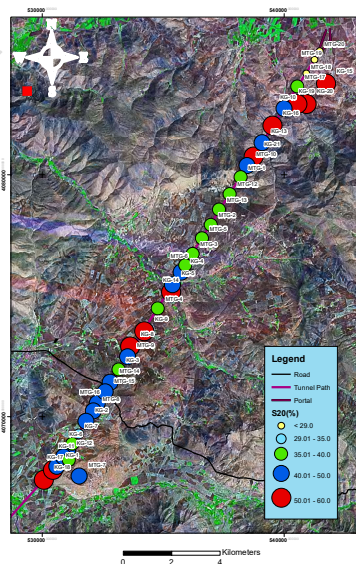 530000
540000
MTG-20
MTG-19
MTG-18
KG-15
MTG-17
KG-19
KG-20
KG-18
KG-13
KG-21
MTG-1
MTG-12
MTG-13
MTG-2
MTG-5
MTG-3
MTG-6
KG-4
KG-5
KG-14
MTG-4
KG-9
KG-8
MTG-9
KG-3
MTG-14
MTG-15
MTG-16
MTG-8
KG-2
KG-7
KG-6
KG-12
KG-11
KG-1
KG-17
KG-16
MTG-7
4080000
4070000
Legend
Road
Tunnel Path
Portal
S20(%)
< 29.0
29.01 - 35.0
35.01 - 40.0
40.01 - 50.0
50.01 - 60.0
530000
540000
Kilometers
0 2 4